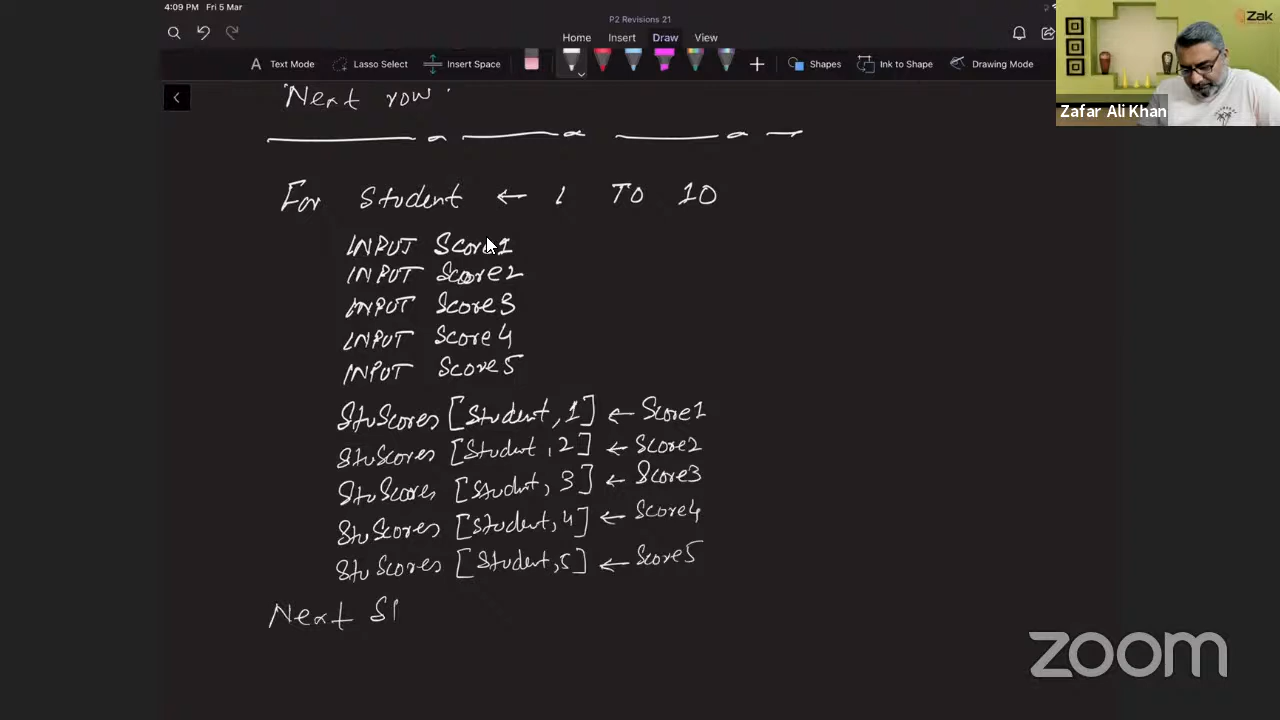 4:09 PM Fri 5 Mar
P2 Revisions 21
Home Insert Draw View
Text Mode Lasso Select Insert Space Shapes Ink to Shape Drawing Mode
Zak
Zafar Ali Khan
Next row
For Student ← 1 TO 10
INPUT Score1
INPUT Score2
INPUT Score3
INPUT Score4
INPUT Score5
StuScores [Student, 1] ← Score1
StuScores [Student, 2] ← Score2
StuScores [Student, 3] ← Score3
StuScores [Student, 4] ← Score4
StuScores [Student, 5] ← Score5
Next St
zoom